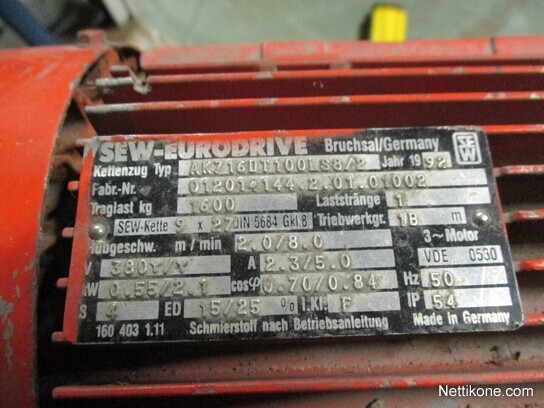 SEW-EURODRIVE Bruchsal/Germany SEW
Kettenzug Typ AK716DT100LS8/2 Jahr 1992
Fabr-Nr. 012014144.2.01.01002
Traglast kg 1600 Laststränge 1
SEW-Kette 9 x 27 DIN 5684 Gkl.8 Triebwerkgr. 1B m
Hubgeschw. m/min 2.0/8.0 3~Motor
V 380Y/Y A 2.3/5.0 VDE 0530
kW 0.55/2.1 cosφ 0.70/0.84 Hz 50
S 4 ED 15/25 % I.Kl. F IP 54
160 403 1.11 Schmierstoff nach Betriebsanleitung Made in Germany
Nettikone.com